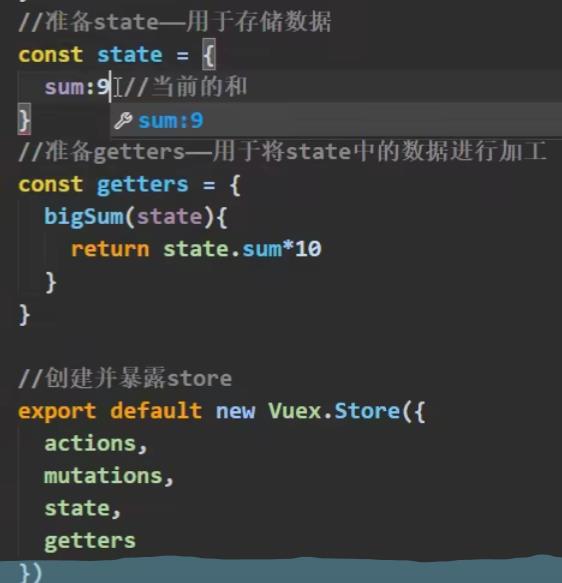 //准备state——用于存储数据
const state = {
sum:9 //当前的和
sum:9
}
//准备getters——用于将state中的数据进行加工
const getters = {
bigSum(state){
return state.sum*10
}
}
//创建并暴露store
export default new Vuex.Store({
actions,
mutations,
state,
getters
})